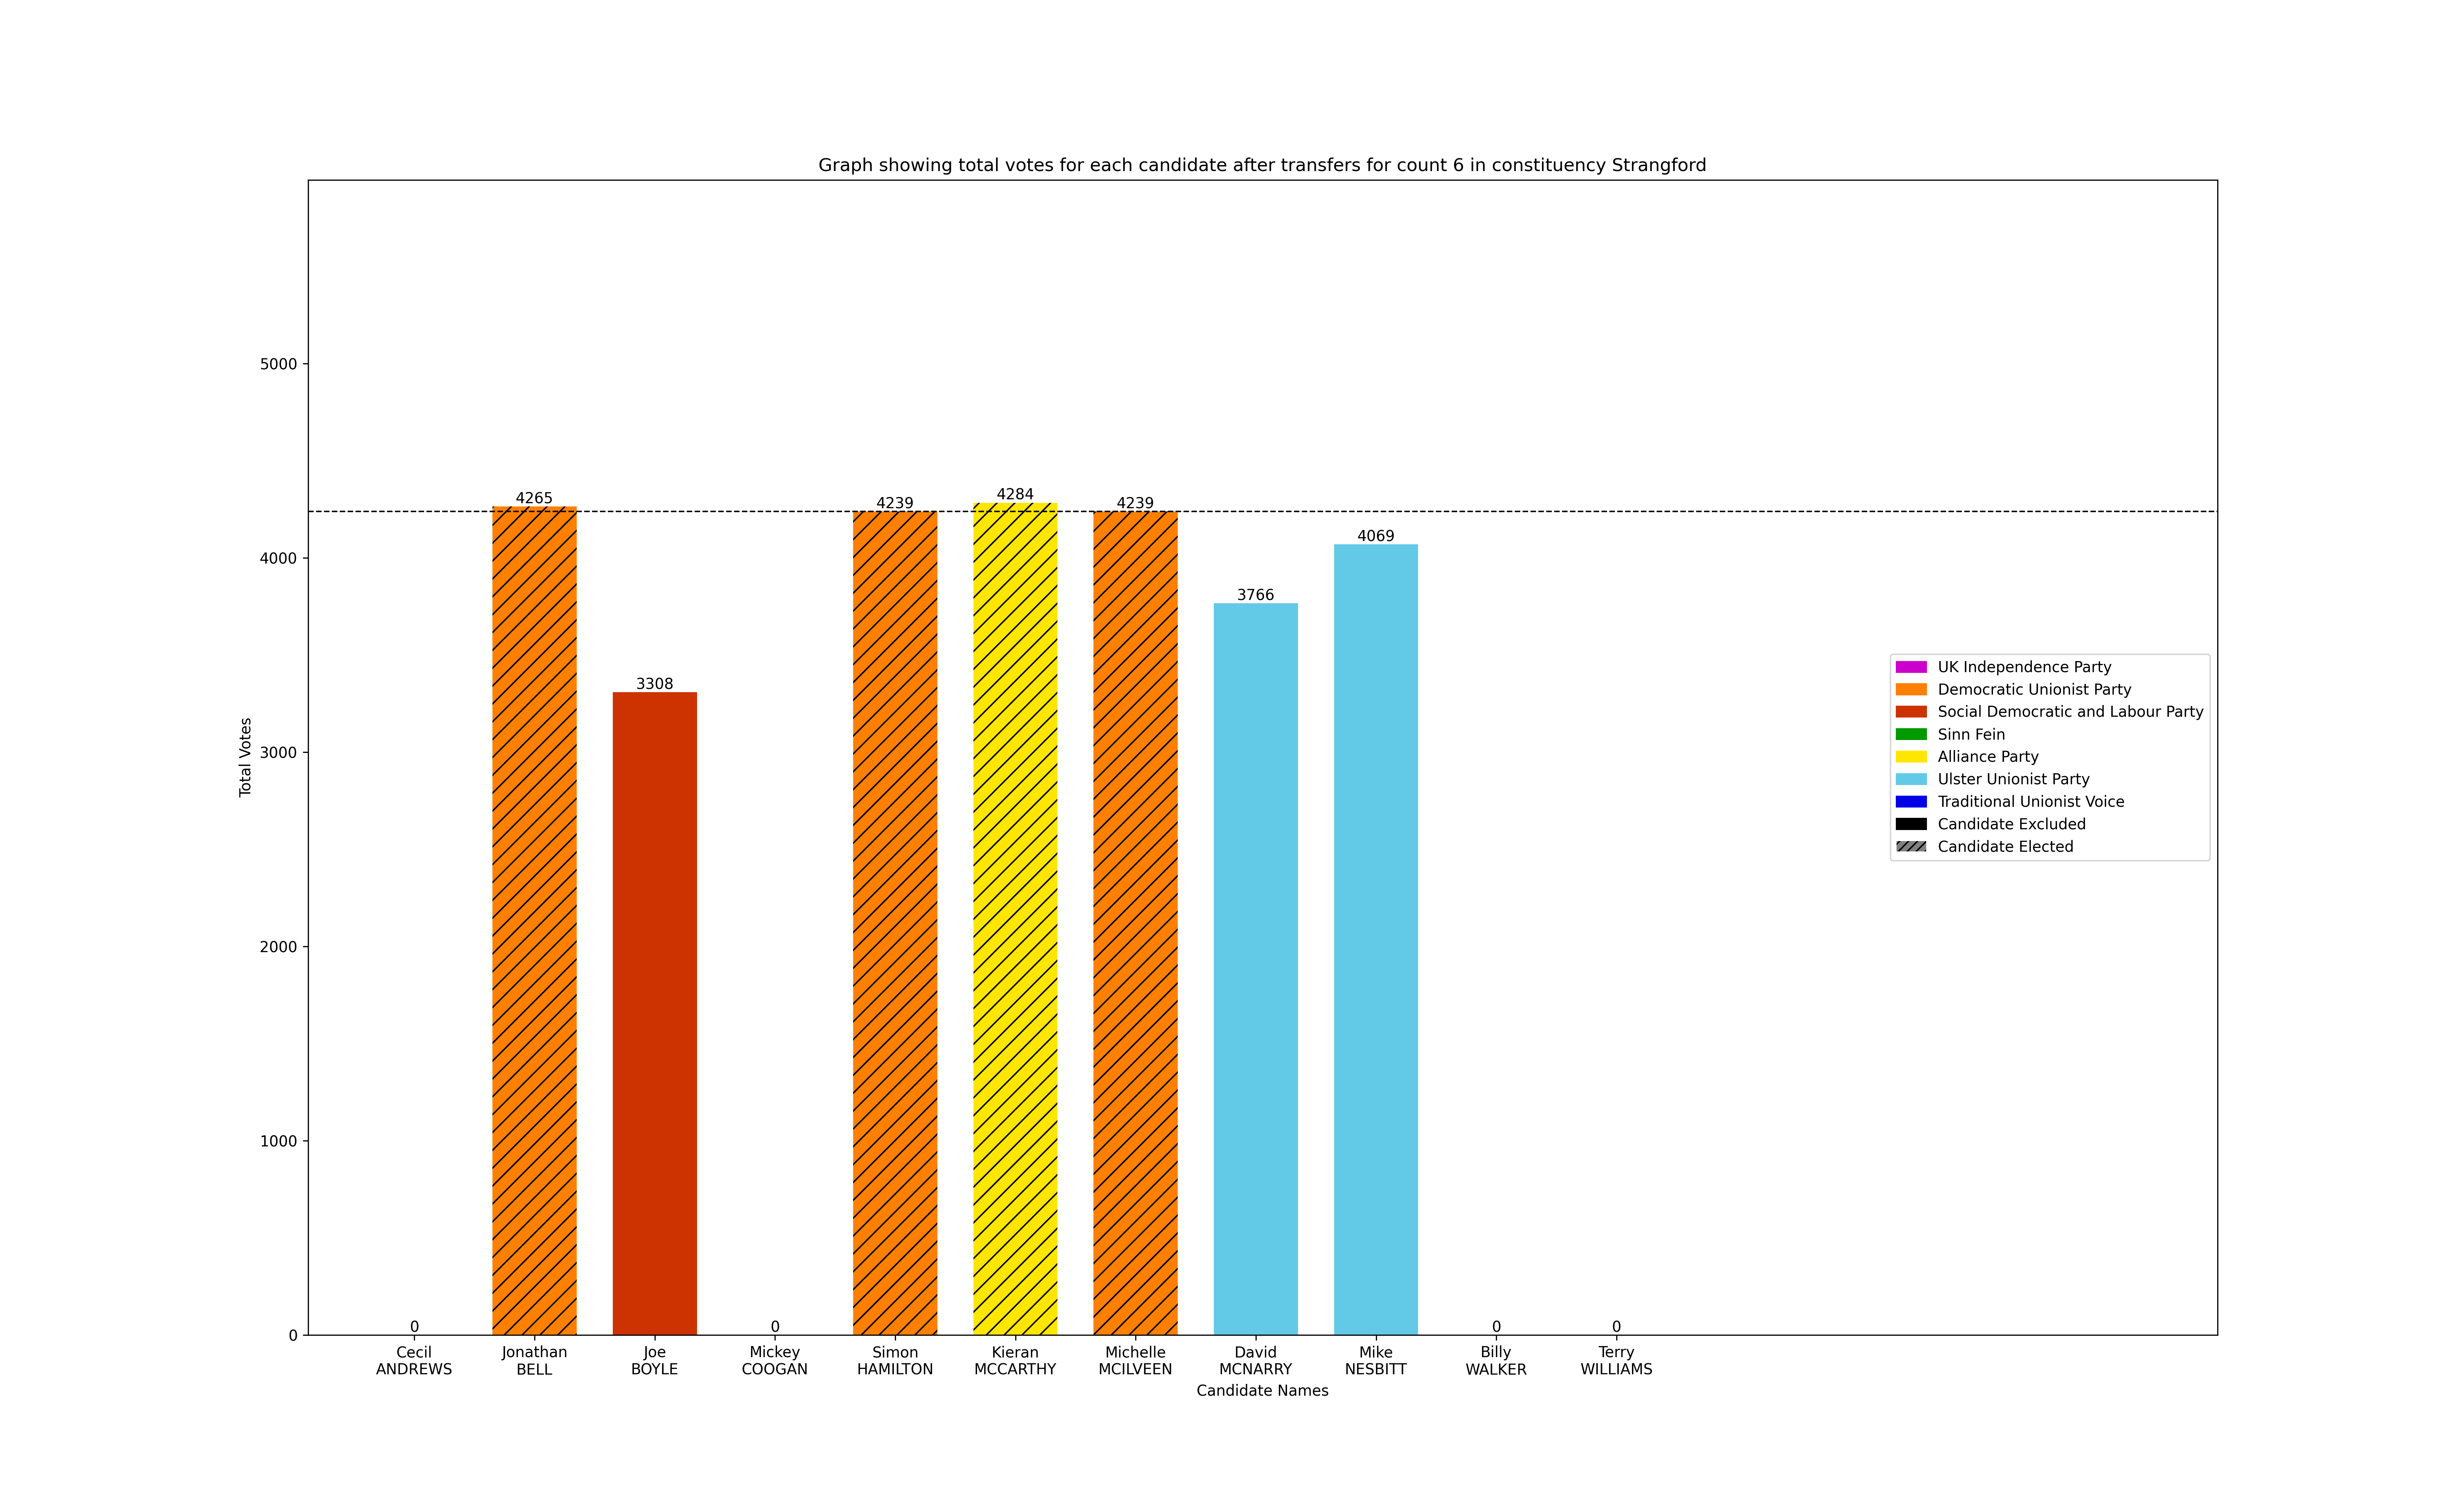 Graph showing total votes for each candidate after transfers for count 6 in constituency Strangford
Total Votes
5000
4000
3000
2000
1000
0
0
4265
3308
0
4239
4284
4239
3766
4069
0
0
Cecil
ANDREWS
Jonathan
BELL
Joe
BOYLE
Mickey
COOGAN
Simon
HAMILTON
Kieran
MCCARTHY
Michelle
MCILVEEN
David
MCNARRY
Mike
NESBITT
Billy
WALKER
Terry
WILLIAMS
Candidate Names
UK Independence Party
Democratic Unionist Party
Social Democratic and Labour Party
Sinn Fein
Alliance Party
Ulster Unionist Party
Traditional Unionist Voice
Candidate Excluded
Candidate Elected